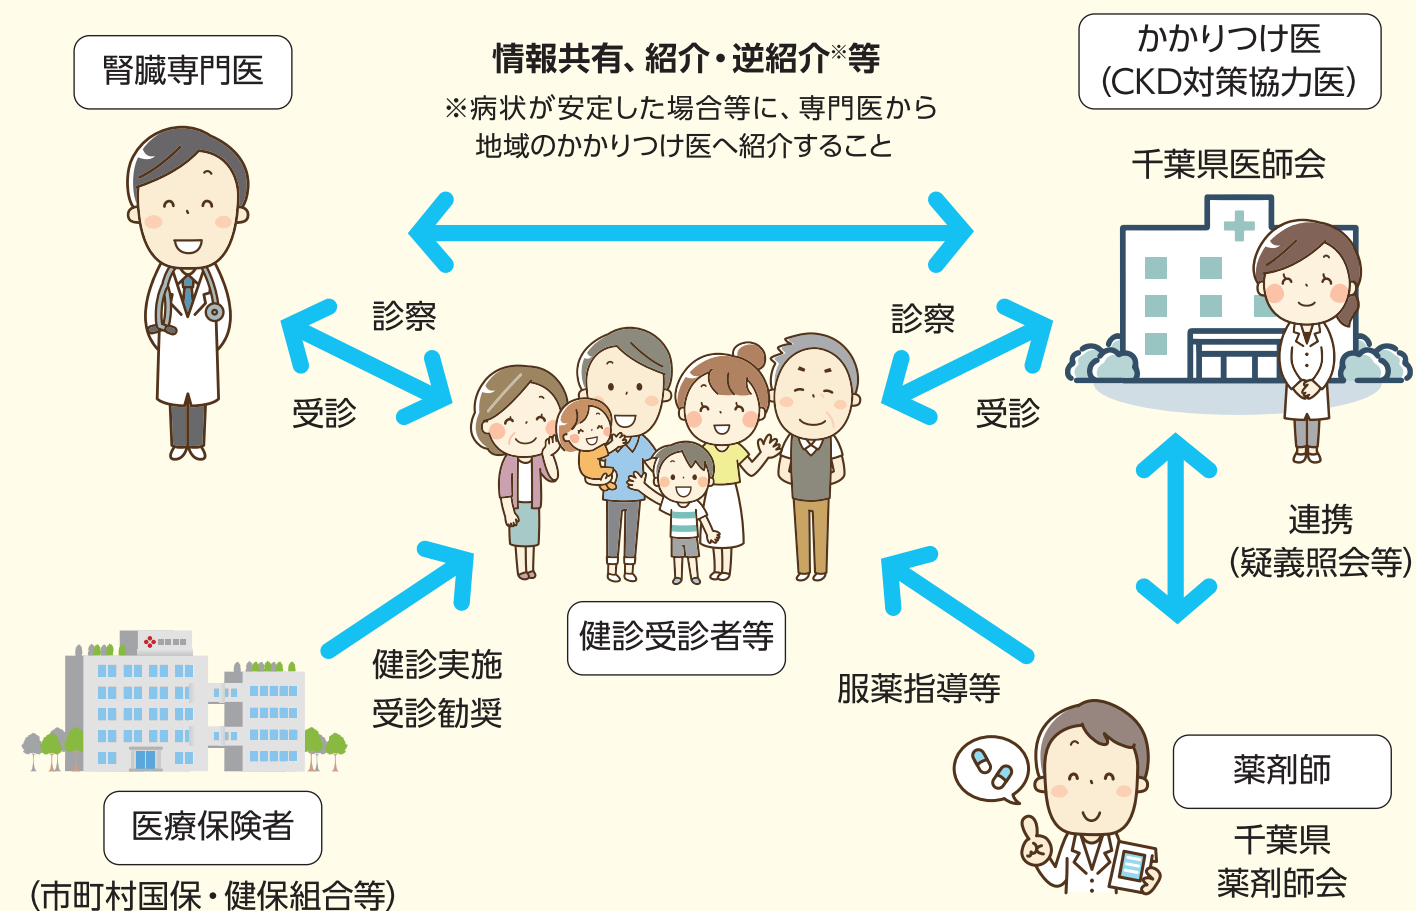 腎臓専門医
情報共有、紹介・逆紹介※等
※病状が安定した場合等に、専門医から
地域のかかりつけ医へ紹介すること
かかりつけ医
（CKD対策協力医）
千葉県医師会
診察
受診
診察
受診
連携
（疑義照会等）
健診受診者等
健診実施
受診勧奨
服薬指導等
医療保険者
（市町村国保・健保組合等）
薬剤師
千葉県
薬剤師会